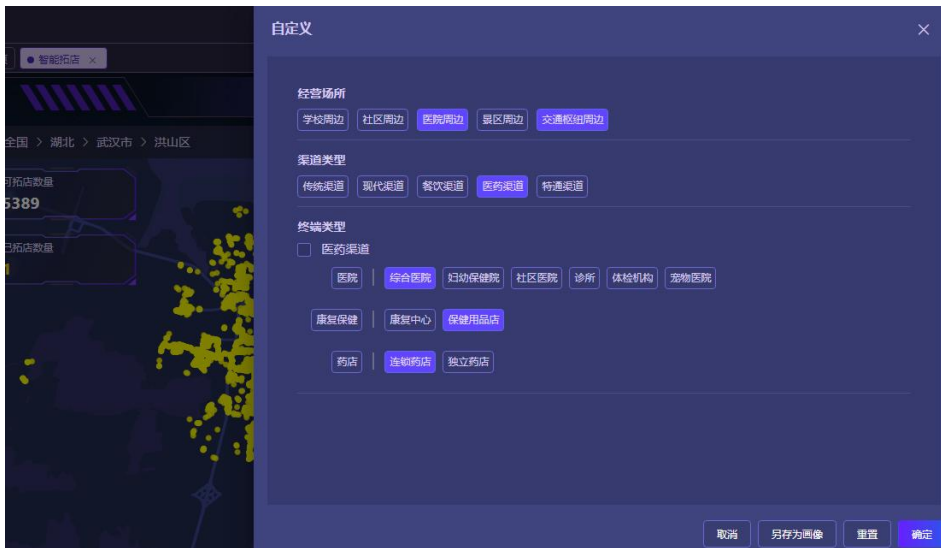 自定义
智能拓店 ×
全国 > 湖北 > 武汉市 > 洪山区
可拓店数量
5389
已拓店数量
1
经营场所
学校周边 社区周边 医院周边 景区周边 交通枢纽周边
渠道类型
传统渠道 现代渠道 餐饮渠道 医药渠道 特通渠道
终端类型
医药渠道
医院 | 综合医院 妇幼保健院 社区医院 诊所 体检机构 宠物医院
康复保健 | 康复中心 保健用品店
药店 | 连锁药店 独立药店
取消 另存为画像 重置 确定